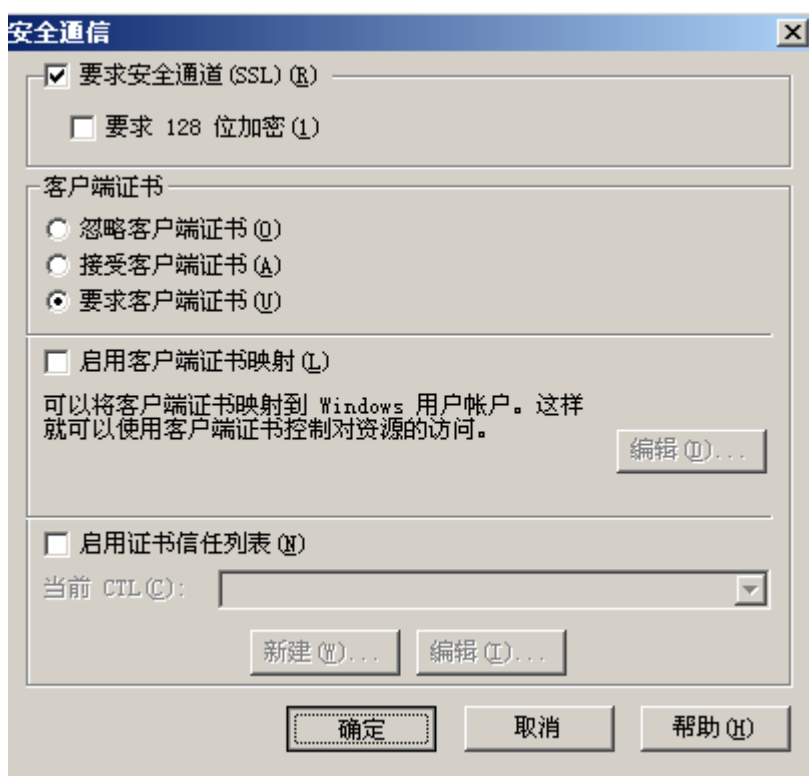 安全通信
要求安全通道(SSL)(R)
要求 128 位加密(1)
客户端证书
忽略客户端证书(O)
接受客户端证书(A)
要求客户端证书(U)
启用客户端证书映射(L)
可以将客户端证书映射到 Windows 用户帐户。这样
就可以使用客户端证书控制对资源的访问。
编辑(D)...
启用证书信任列表(N)
当前 CTL(C):
新建(W)... 编辑(I)...
确定 取消 帮助(H)